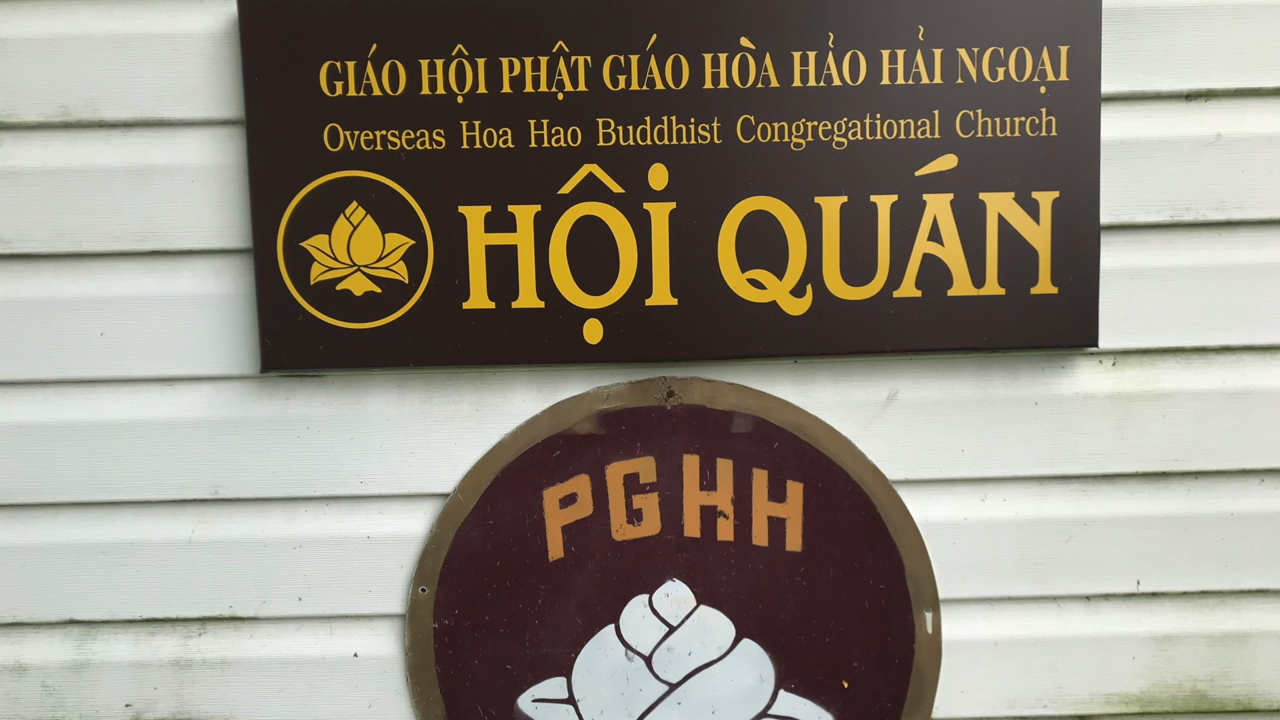 GIÁO HỘI PHẬT GIÁO HÒA HẢO HẢI NGOẠI
Overseas Hoa Hao Buddhist Congregational Church
HỘi QUÁN
PGHH